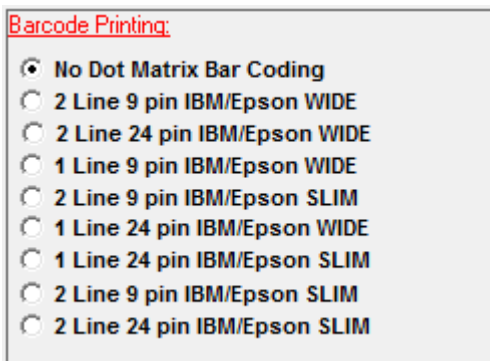 Barcode Printing:
No Dot Matrix Bar Coding
2 Line 9 pin IBM/Epson WIDE
2 Line 24 pin IBM/Epson WIDE
1 Line 9 pin IBM/Epson WIDE
2 Line 9 pin IBM/Epson SLIM
1 Line 24 pin IBM/Epson WIDE
1 Line 24 pin IBM/Epson SLIM
2 Line 9 pin IBM/Epson SLIM
2 Line 24 pin IBM/Epson SLIM